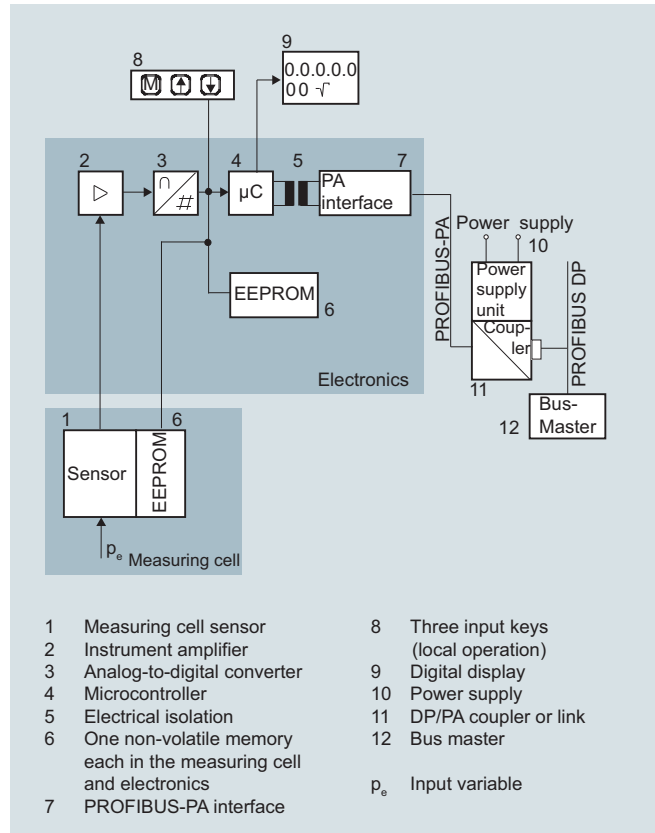 8
M
9
0.0.0.0.0
00 √
2
3
4
5
7
∩
#
µC
PA
interface
EEPROM
6
Electronics
PROFIBUS-PA
Power supply
10
Power
supply
unit
Coup-
ler
11
PROFIBUS DP
12
Bus-
Master
1
6
Sensor
EEPROM
pe
Measuring cell
1 Measuring cell sensor
2 Instrument amplifier
3 Analog-to-digital converter
4 Microcontroller
5 Electrical isolation
6 One non-volatile memory
each in the measuring cell
and electronics
7 PROFIBUS-PA interface
8 Three input keys
(local operation)
9 Digital display
10 Power supply
11 DP/PA coupler or link
12 Bus master
pe Input variable